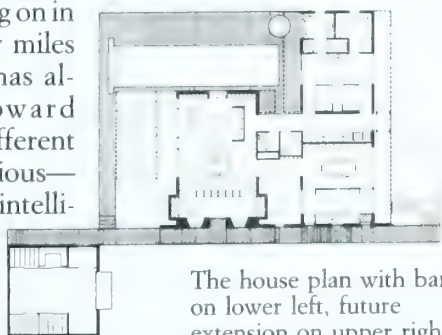 g on in
miles
has al-
oward
fferent
ious—
intelli-
The house plan with bar
on lower left, future
extension on upper righ